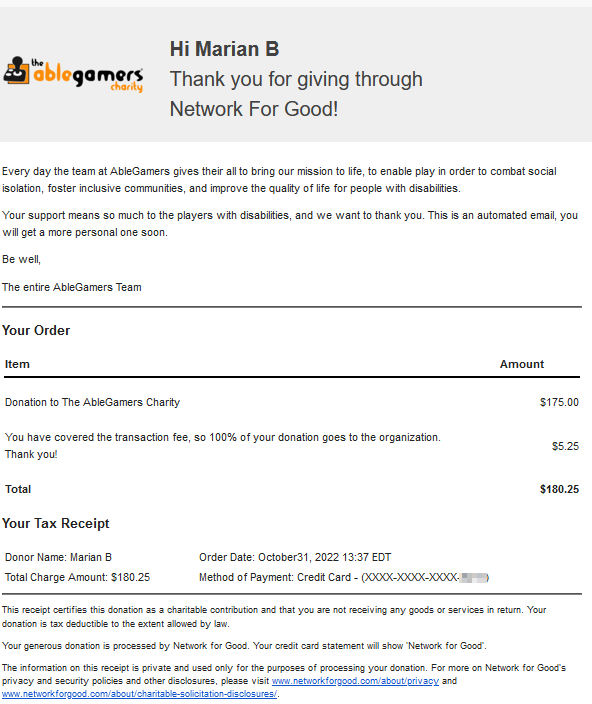 the
ablegamers
charity
Hi Marian B
Thank you for giving through
Network For Good!
Every day the team at AbleGamers gives their all to bring our mission to life, to enable play in order to combat social
isolation, foster inclusive communities, and improve the quality of life for people with disabilities.
Your support means so much to the players with disabilities, and we want to thank you. This is an automated email, you
will get a more personal one soon.
Be well,
The entire AbleGamers Team
Your Order
Item Amount
Donation to The AbleGamers Charity $175.00
You have covered the transaction fee, so 100% of your donation goes to the organization.
Thank you!
$5.25
Total $180.25
Your Tax Receipt
Donor Name: Marian B Order Date: October31, 2022 13:37 EDT
Total Charge Amount: $180.25 Method of Payment: Credit Card - (XXXX-XXXX-XXXX- )
This receipt certifies this donation as a charitable contribution and that you are not receiving any goods or services in return. Your
donation is tax deductible to the extent allowed by law.
Your generous donation is processed by Network for Good. Your credit card statement will show 'Network for Good'.
The information on this receipt is private and used only for the purposes of processing your donation. For more on Network for Good's
privacy and security policies and other disclosures, please visit www.networkforgood.com/about/privacy and
www.networkforgood.com/about/charitable-solicitation-disclosures/.